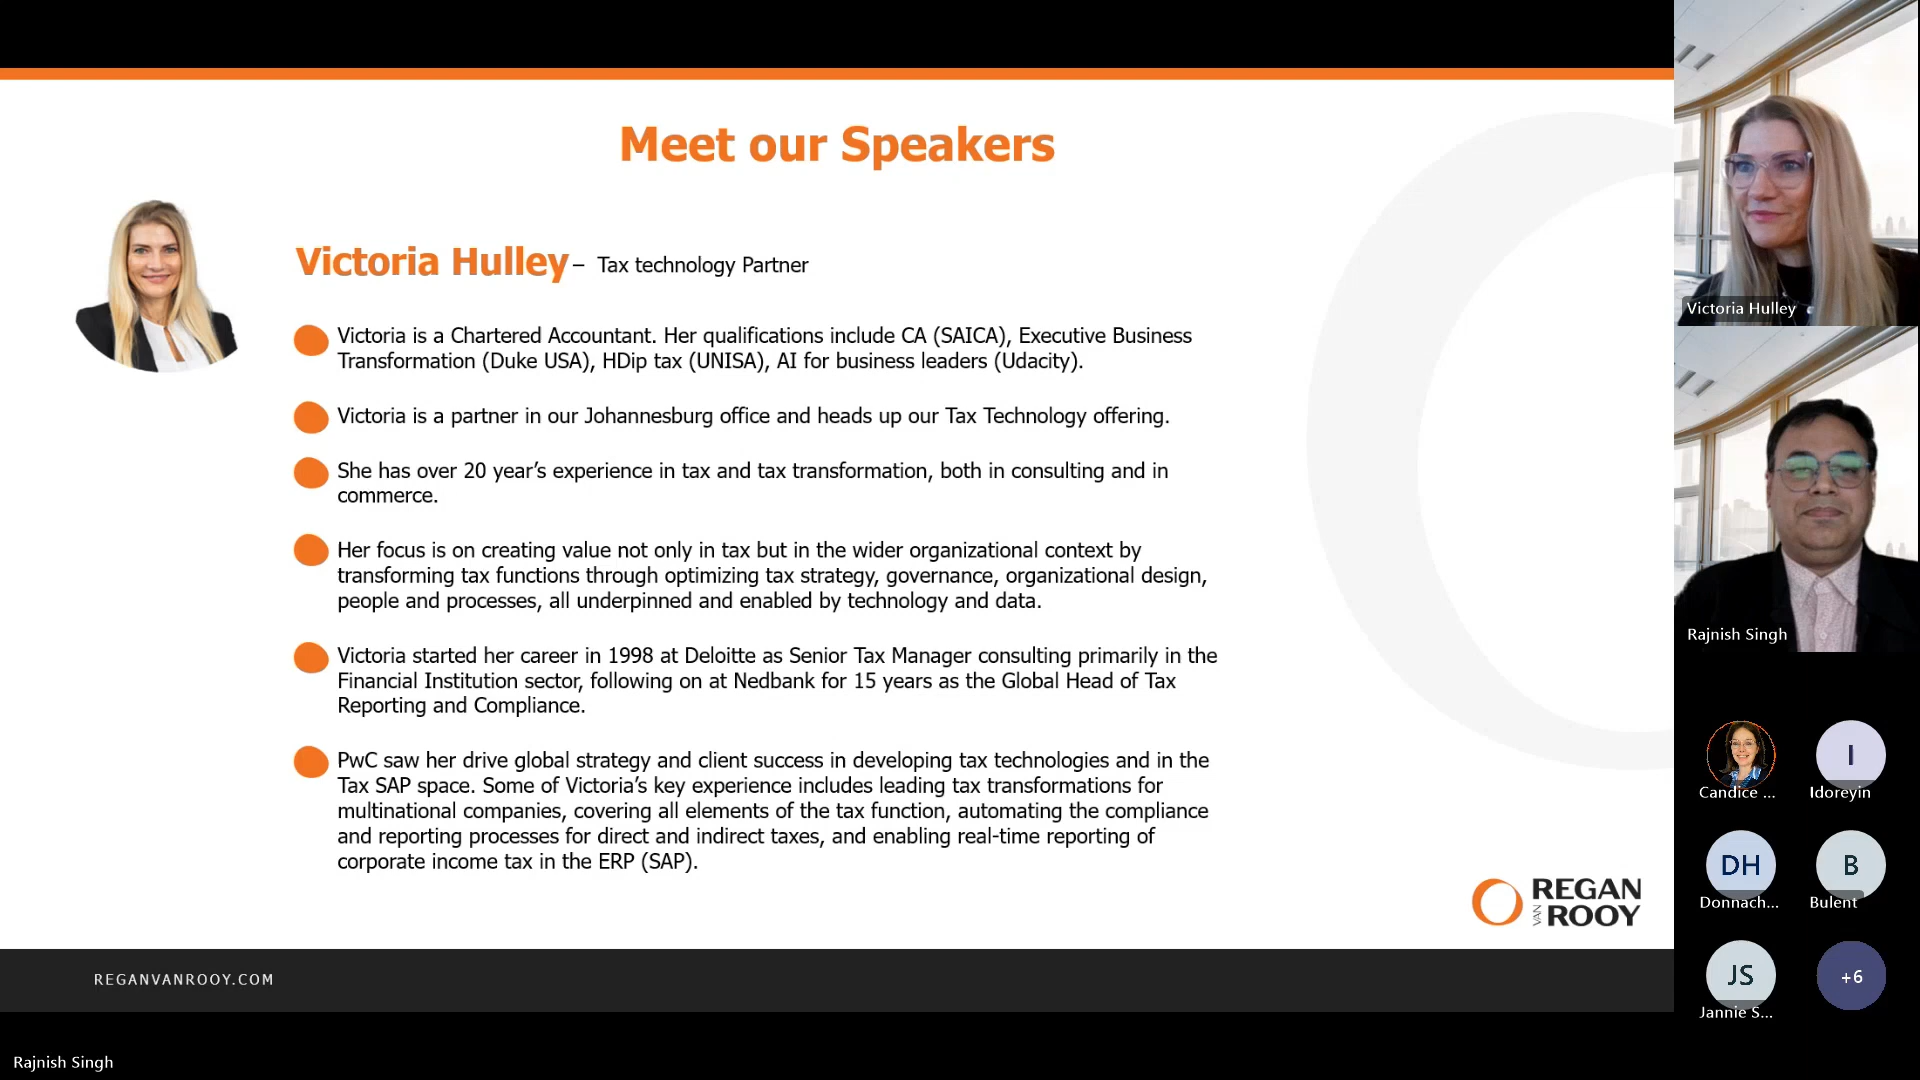 Meet our Speakers
Victoria Hulley – Tax technology Partner
Victoria is a Chartered Accountant. Her qualifications include CA (SAICA), Executive Business
Transformation (Duke USA), HDip tax (UNISA), AI for business leaders (Udacity).
Victoria is a partner in our Johannesburg office and heads up our Tax Technology offering.
She has over 20 year’s experience in tax and tax transformation, both in consulting and in
commerce.
Her focus is on creating value not only in tax but in the wider organizational context by
transforming tax functions through optimizing tax strategy, governance, organizational design,
people and processes, all underpinned and enabled by technology and data.
Victoria started her career in 1998 at Deloitte as Senior Tax Manager consulting primarily in the
Financial Institution sector, following on at Nedbank for 15 years as the Global Head of Tax
Reporting and Compliance.
PwC saw her drive global strategy and client success in developing tax technologies and in the
Tax SAP space. Some of Victoria’s key experience includes leading tax transformations for
multinational companies, covering all elements of the tax function, automating the compliance
and reporting processes for direct and indirect taxes, and enabling real-time reporting of
corporate income tax in the ERP (SAP).
REGAN
VAN ROOY
REGANVANROOY.COM
Rajnish Singh
Victoria Hulley
Rajnish Singh
Candice ...
I
Idoreyin
DH
Donnach...
B
Bulent
JS
Jannie S...
+6